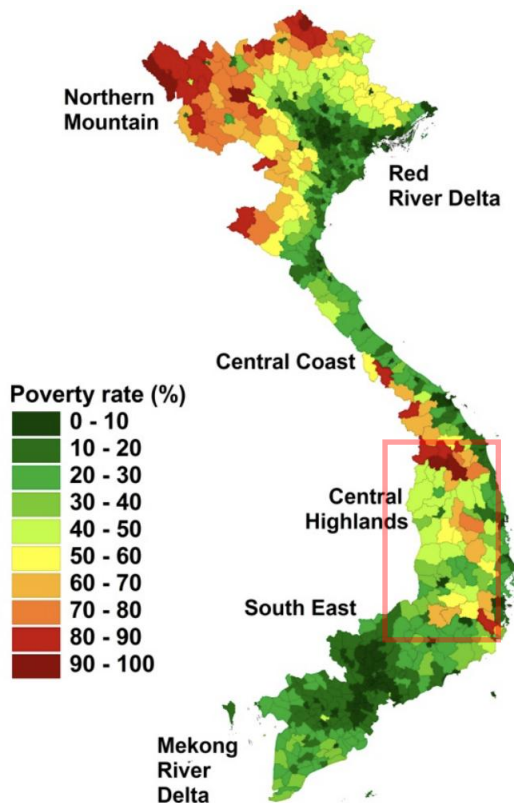 Northern
Mountain
Red
River Delta
Central Coast
Poverty rate (%)
0 - 10
10 - 20
20 - 30
30 - 40
40 - 50
50 - 60
60 - 70
70 - 80
80 - 90
90 - 100
Central
Highlands
South East
Mekong
River
Delta